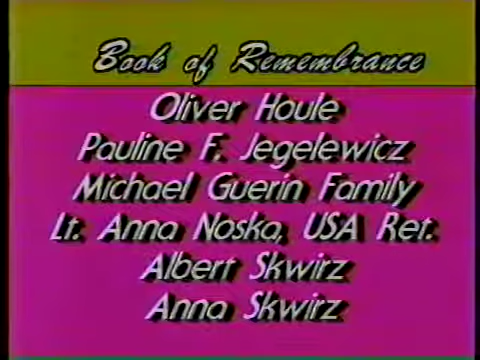 Book of Remembrance
Oliver Houle
Pauline F. Jegelewicz
Michael Guerin Family
Lt. Anna Noska, USA Ret.
Albert Skwirz
Anna Skwirz